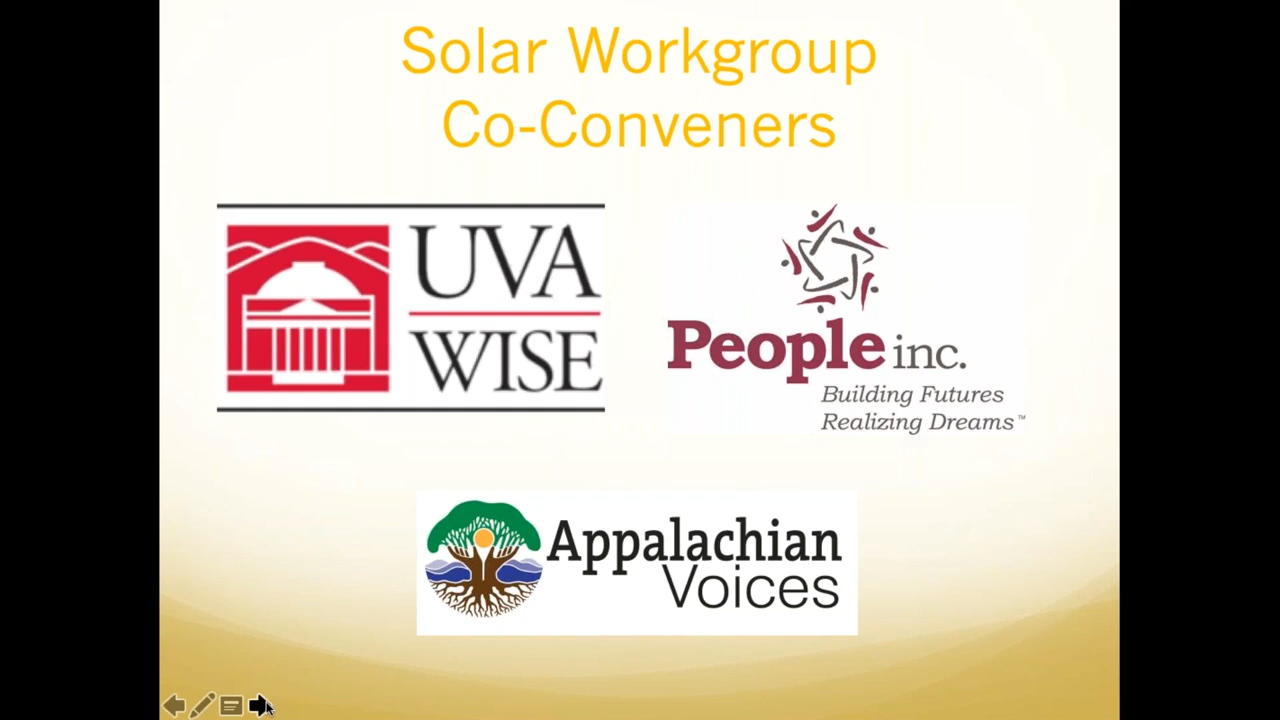 Solar Workgroup
Co-Conveners
UVA
WISE
People inc.
Building Futures
Realizing Dreams™
Appalachian
Voices